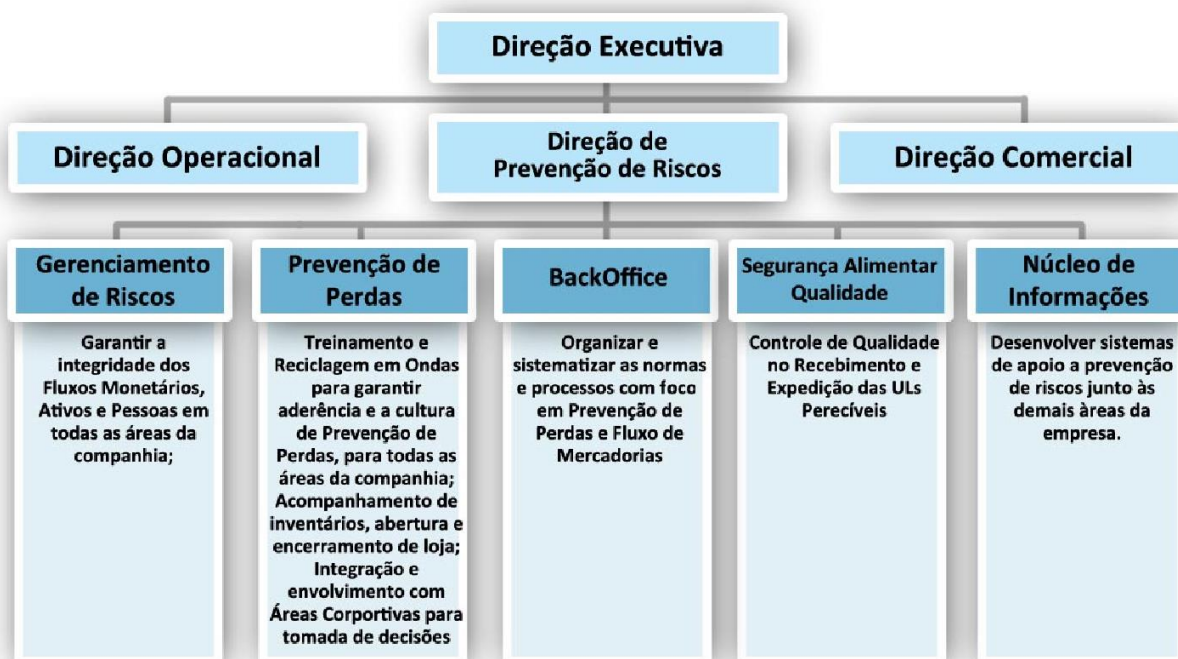 Direção Executiva
Direção Operacional
Direção de
Prevenção de Riscos
Direção Comercial
Gerenciamento
de Riscos
Garantir a
integridade dos
Fluxos Monetários,
Ativos e Pessoas em
todas as áreas da
companhia;
Prevenção de
Perdas
Treinamento e
Reciclagem em Ondas
para garantir
aderência e a cultura
de Prevenção de
Perdas, para todas as
áreas da companhia;
Acompanhamento de
inventários, abertura e
encerramento de loja;
Integração e
envolvimento com
Áreas Corportivas para
tomada de decisões
BackOffice
Organizar e
sistematizar as normas
e processos com foco
em Prevenção de
Perdas e Fluxo de
Mercadorias
Segurança Alimentar
Qualidade
Controle de Qualidade
no Recebimento e
Expedição das ULs
Perecíveis
Núcleo de
Informações
Desenvolver sistemas
de apoio a prevenção
de riscos junto às
demais àreas da
empresa.